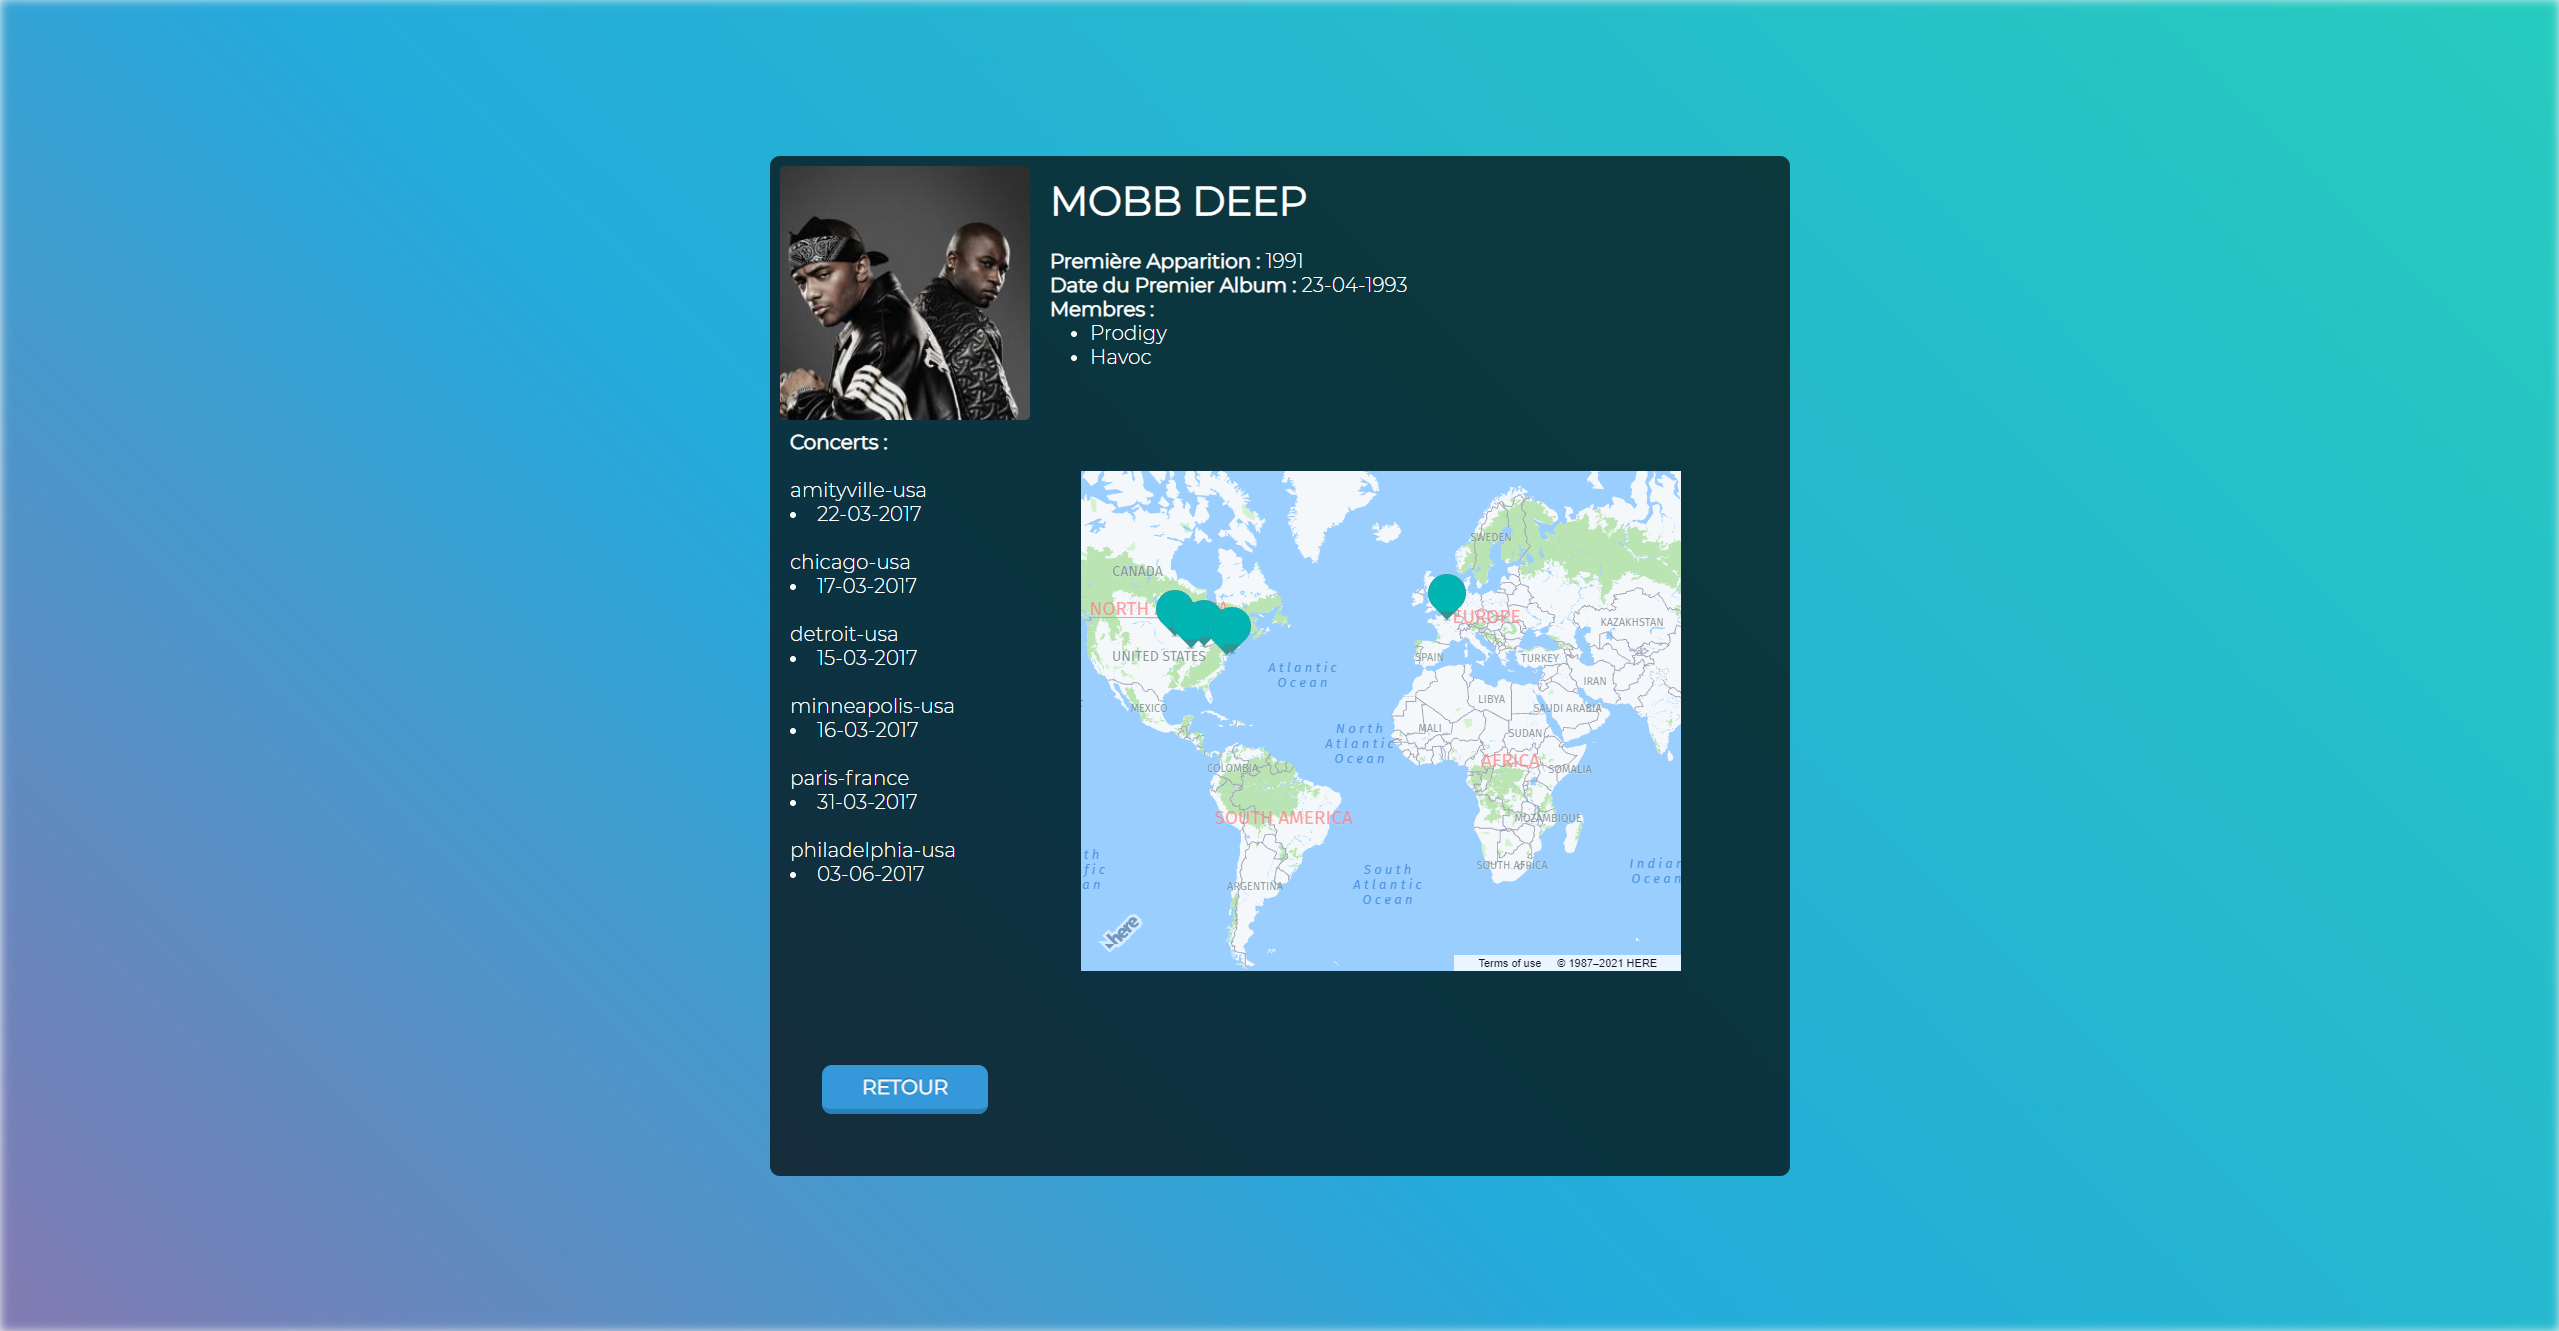 MOBB DEEP
Première Apparition : 1991
Date du Premier Album : 23-04-1993
Membres :
Prodigy
Havoc
Concerts :
amityville-usa
22-03-2017
chicago-usa
17-03-2017
detroit-usa
15-03-2017
minneapolis-usa
16-03-2017
paris-france
31-03-2017
philadelphia-usa
03-06-2017
SWEDEN
CANADA
NORTH
EUROPE
KAZAKHSTAN
UNITED STATES
SPAIN
TURKEY
Atlantic
Ocean
IRAN
LIBYA
MEXICO
SAUDI ARABIA
North
Atlantic
Ocean
MALI
SUDAN
AFRICA
COLOMBIA
SOMALIA
SOUTH AMERICA
MOZAMBIQUE
th
fic
an
South
Atlantic
Ocean
SOUTH AFRICA
Indian
Ocean
ARGENTINA
here
Terms of use © 1987–2021 HERE
RETOUR